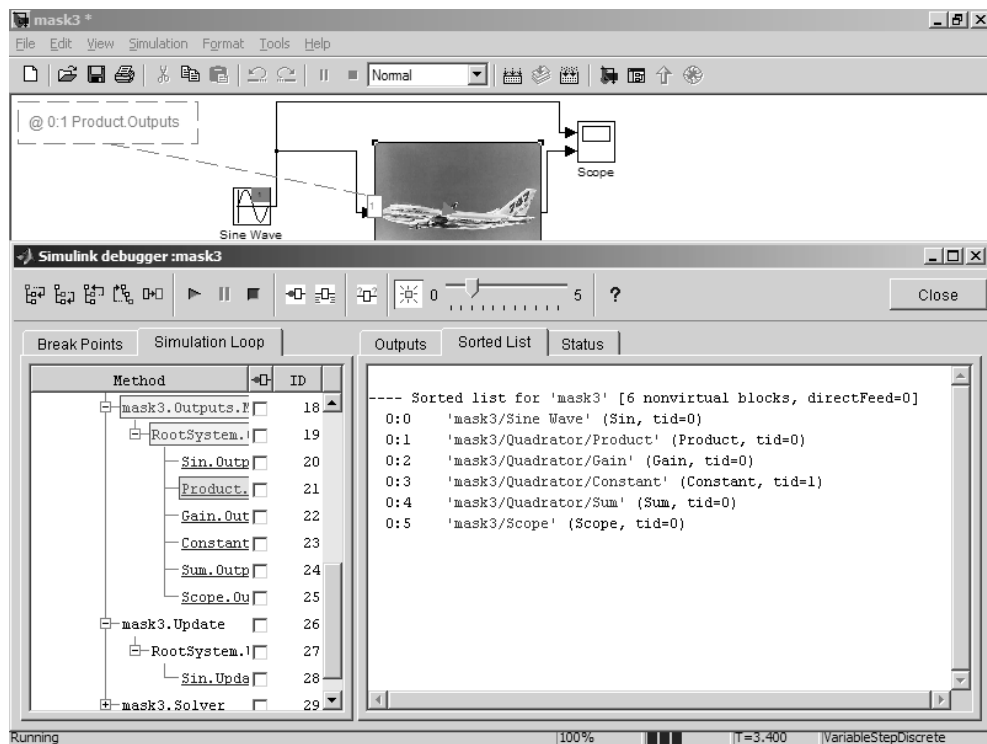 mask3 *
File Edit View Simulation Format Tools Help
Normal
@ 0:1 Product.Outputs
1
1
Sine Wave
Scope
Simulink debugger :mask3
0 5 ? Close
Break Points Simulation Loop
Outputs Sorted List Status
Method ID
mask3.Outputs.M 18
RootSystem. 19
Sin.Outp 20
Product. 21
Gain.Out 22
Constant 23
Sum.Outp 24
Scope.Ou 25
mask3.Update 26
RootSystem. 27
Sin.Upda 28
mask3.Solver 29
---- Sorted list for 'mask3' [6 nonvirtual blocks, directFeed=0]
0:0 'mask3/Sine Wave' (Sin, tid=0)
0:1 'mask3/Quadrator/Product' (Product, tid=0)
0:2 'mask3/Quadrator/Gain' (Gain, tid=0)
0:3 'mask3/Quadrator/Constant' (Constant, tid=1)
0:4 'mask3/Quadrator/Sum' (Sum, tid=0)
0:5 'mask3/Scope' (Scope, tid=0)
Running 100% T=3.400 VariableStepDiscrete